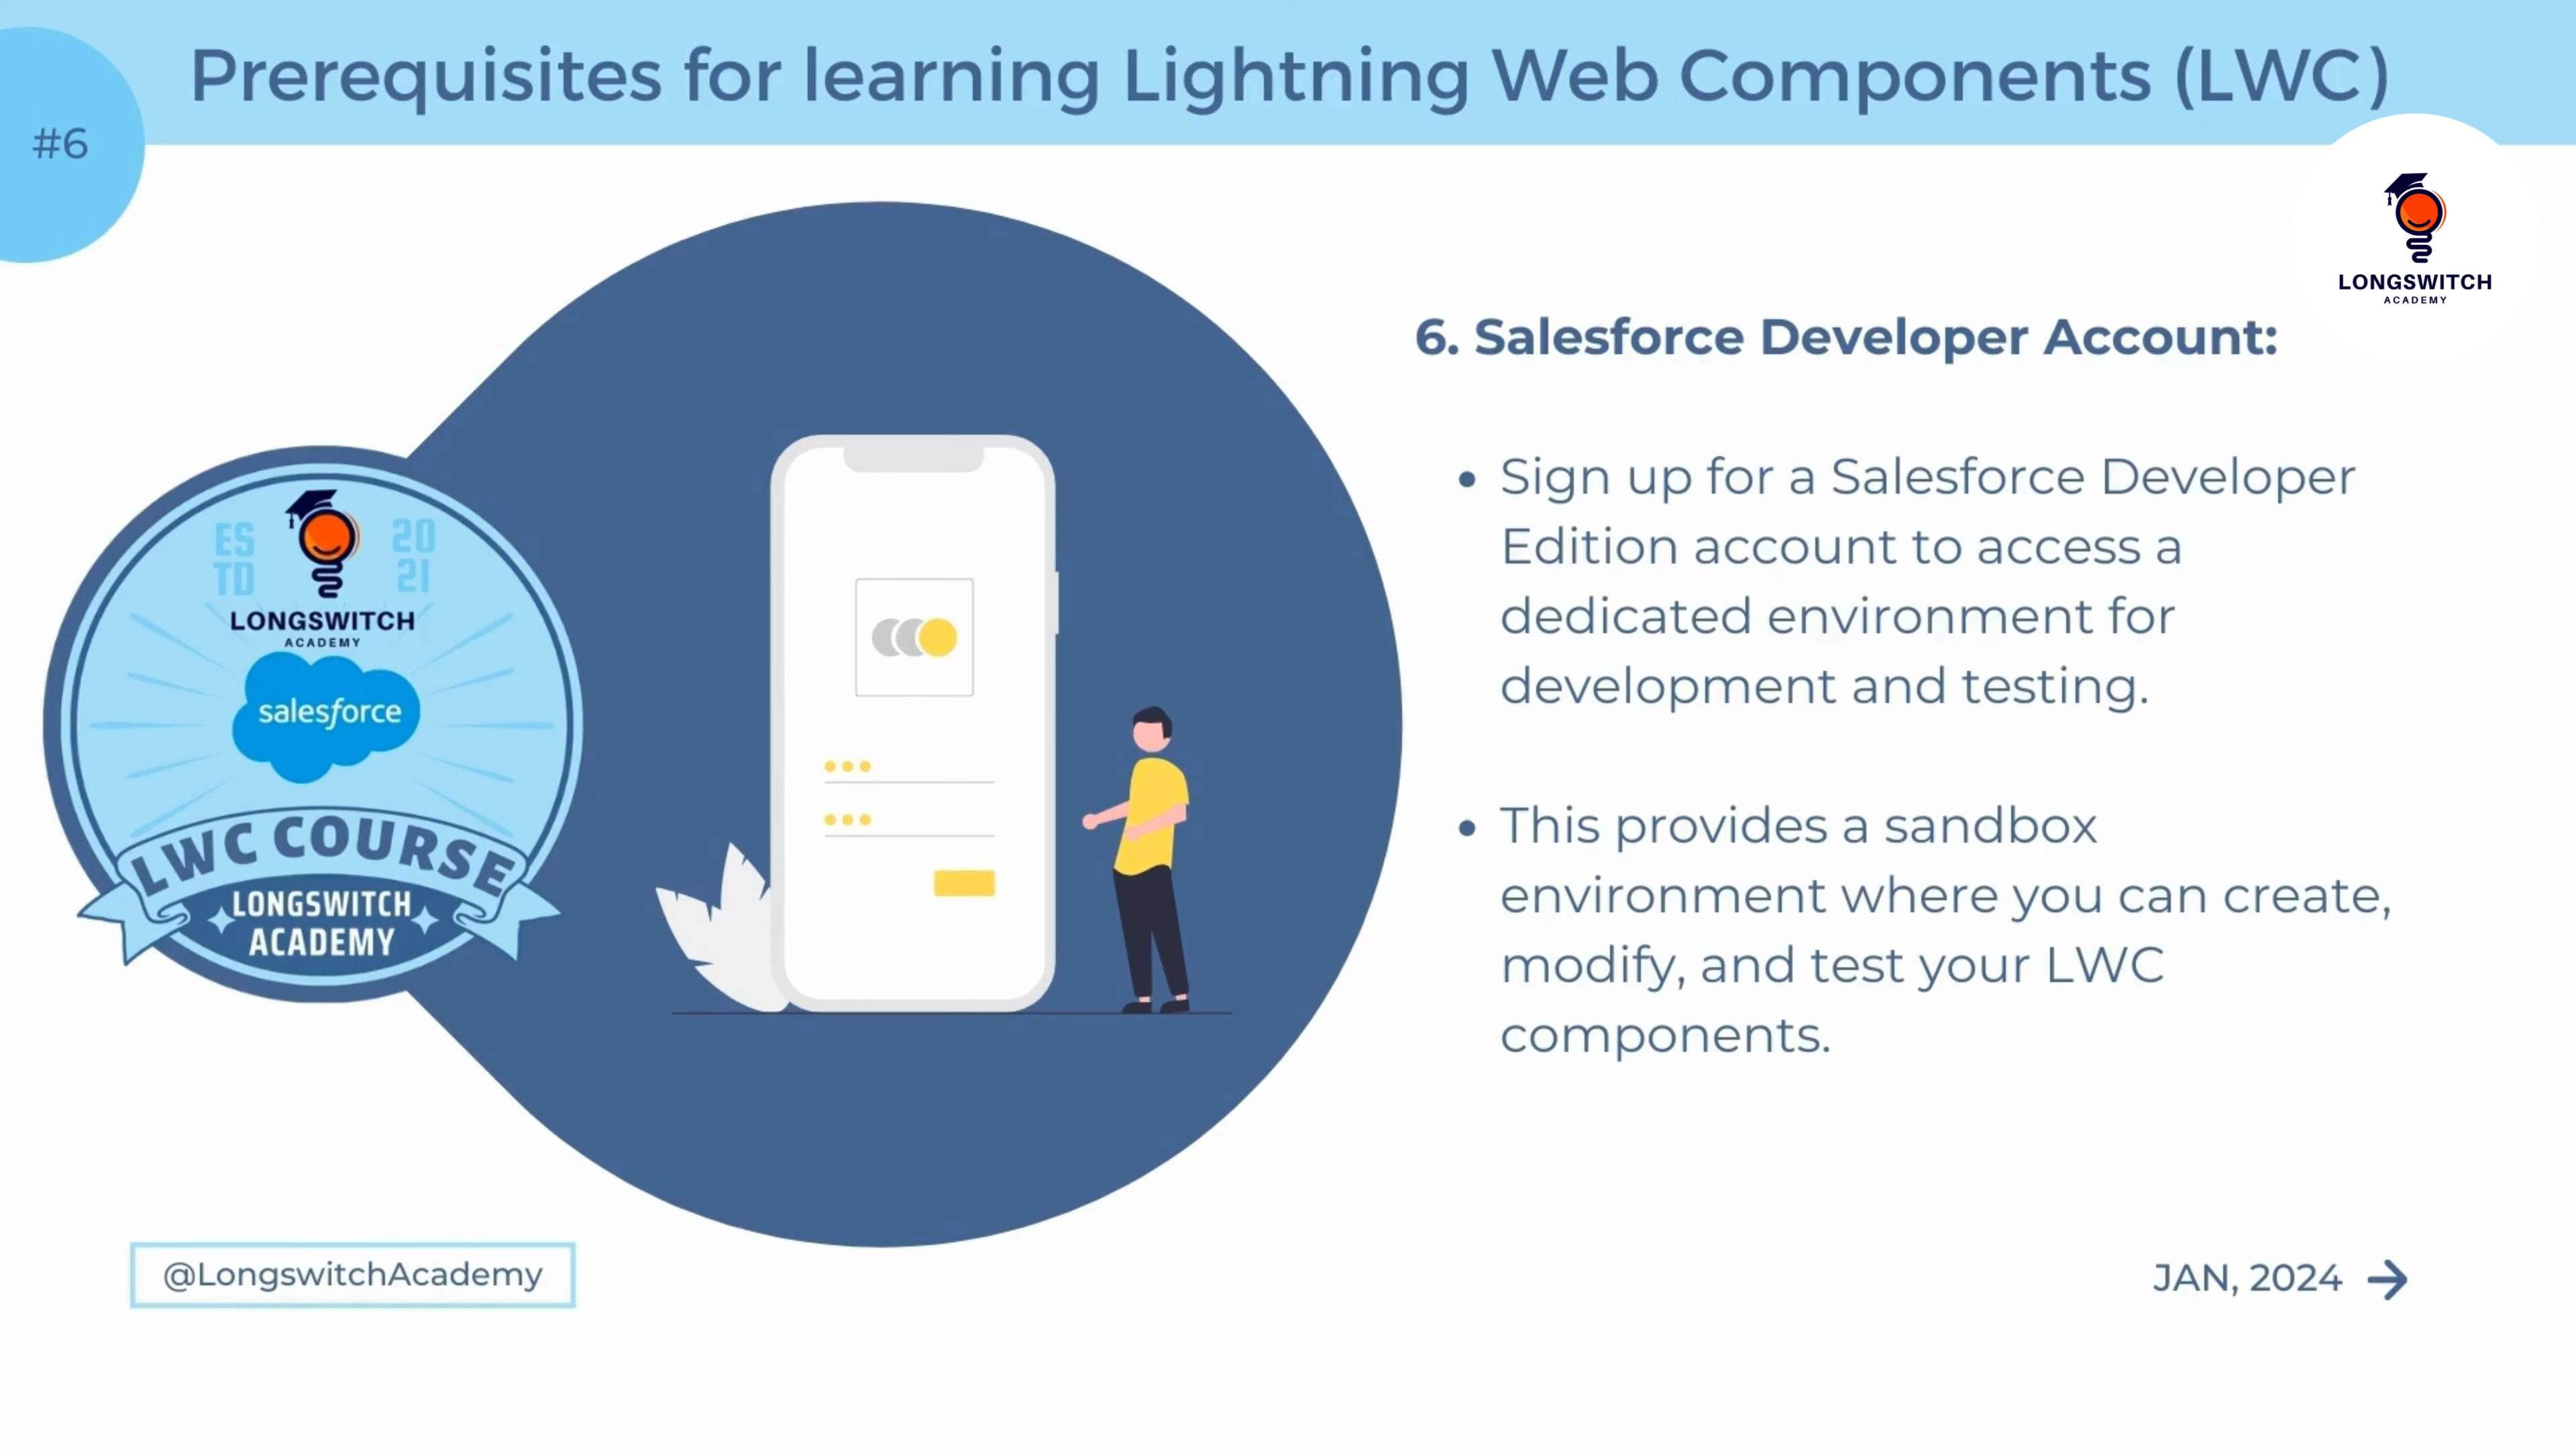 Prerequisites for learning Lightning Web Components (LWC)
#6
LONGSWITCH
ACADEMY
6. Salesforce Developer Account:
• Sign up for a Salesforce Developer
Edition account to access a
dedicated environment for
development and testing.
• This provides a sandbox
environment where you can create,
modify, and test your LWC
components.
ES
TD
20
21
LONGSWITCH
ACADEMY
salesforce
LWC COURSE
LONGSWITCH
ACADEMY
@LongswitchAcademy
JAN, 2024